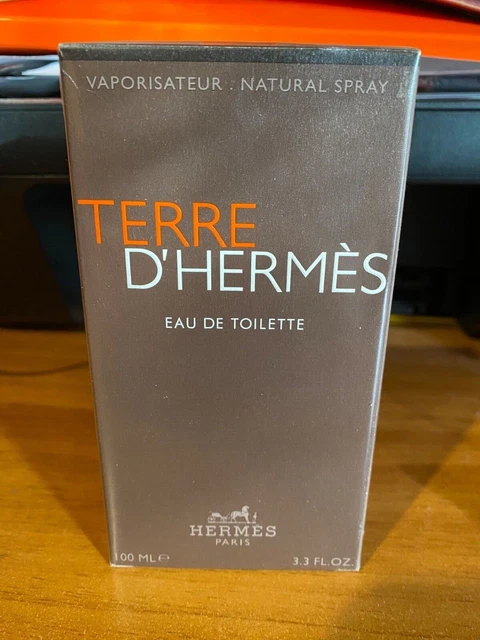 VAPORISATEUR . NATURAL SPRAY
TERRE
D'HERMÈS
EAU DE TOILETTE
HERMÈS
PARIS
100 ML e 3.3 FL.OZ.